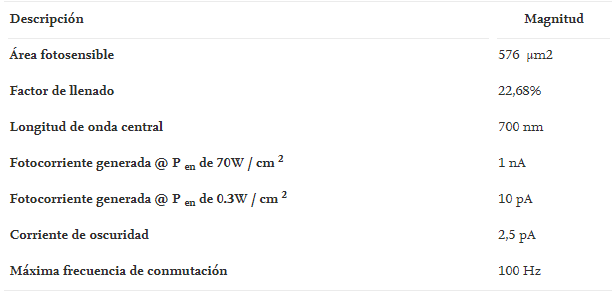 Descripción Magnitud
Área fotosensible 576 μm2
Factor de llenado 22,68%
Longitud de onda central 700 nm
Fotocorriente generada @ P en de 70W / cm 2 1 nA
Fotocorriente generada @ P en de 0.3W / cm 2 10 pA
Corriente de oscuridad 2,5 pA
Máxima frecuencia de conmutación 100 Hz